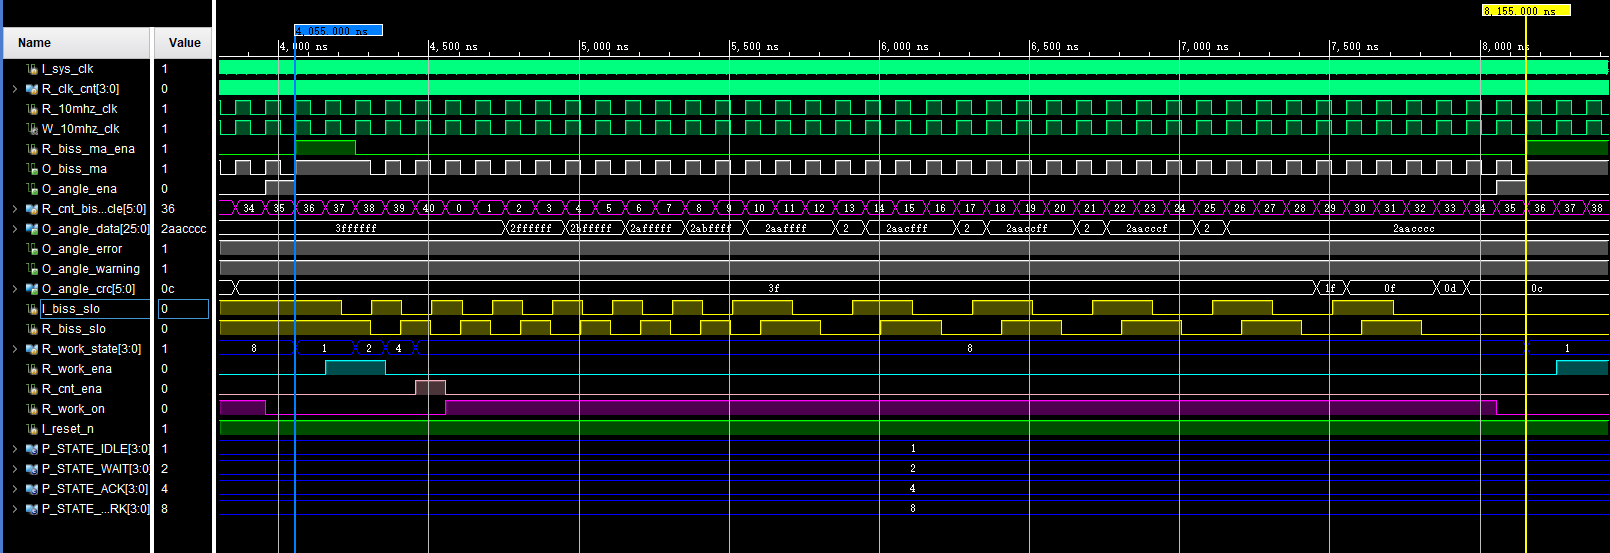 8,155.000 ns
4,055.000 ns
Name Value
4,000 ns 4,500 ns 5,000 ns 5,500 ns 6,000 ns 6,500 ns 7,000 ns 7,500 ns 8,000 ns
I_sys_clk 1
R_clk_cnt[3:0] 0
R_10mhz_clk 1
W_10mhz_clk 1
R_biss_ma_ena 1
O_biss_ma 1
O_angle_ena 0
R_cnt_bis...cle[5:0] 36 34 35 36 37 38 39 40 0 1 2 3 4 5 6 7 8 9 10 11 12 13 14 15 16 17 18 19 20 21 22 23 24 25 26 27 28 29 30 31 32 33 34 35 36 37 38
O_angle_data[25:0] 2aacccc 3ffffff 2ffffff 2bfffff 2afffff 2abffff 2aaffff 2 2aacfff 2 2aaccff 2 2aacccf 2 2aacccc
O_angle_error 1
O_angle_warning 1
O_angle_crc[5:0] 0c 3f 1f 0f 0d 0c
I_biss_slo 0
R_biss_slo 0
R_work_state[3:0] 1 8 1 2 4 8 1
R_work_ena 0
R_cnt_ena 0
R_work_on 0
I_reset_n 1
P_STATE_IDLE[3:0] 1 1
P_STATE_WAIT[3:0] 2 2
P_STATE_ACK[3:0] 4 4
P_STATE_...RK[3:0] 8 8